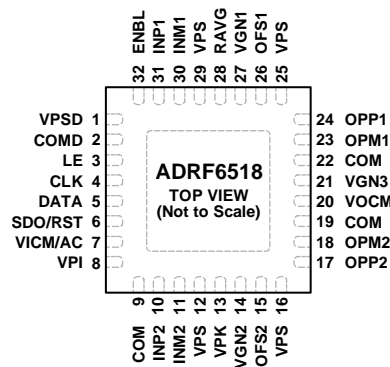 32 ENBL
31 INP1
30 INM1
29 VPS
28 RAVG
27 VGN1
26 OFS1
25 VPS
VPSD 1
COMD 2
LE 3
CLK 4
DATA 5
SDO/RST 6
VICM/AC 7
VPI 8
ADRF6518
TOP VIEW
(Not to Scale)
24 OPP1
23 OPM1
22 COM
21 VGN3
20 VOCM
19 COM
18 OPM2
17 OPP2
COM 9
INP2 10
INM2 11
VPS 12
VPK 13
VGN2 14
OFS2 15
VPS 16